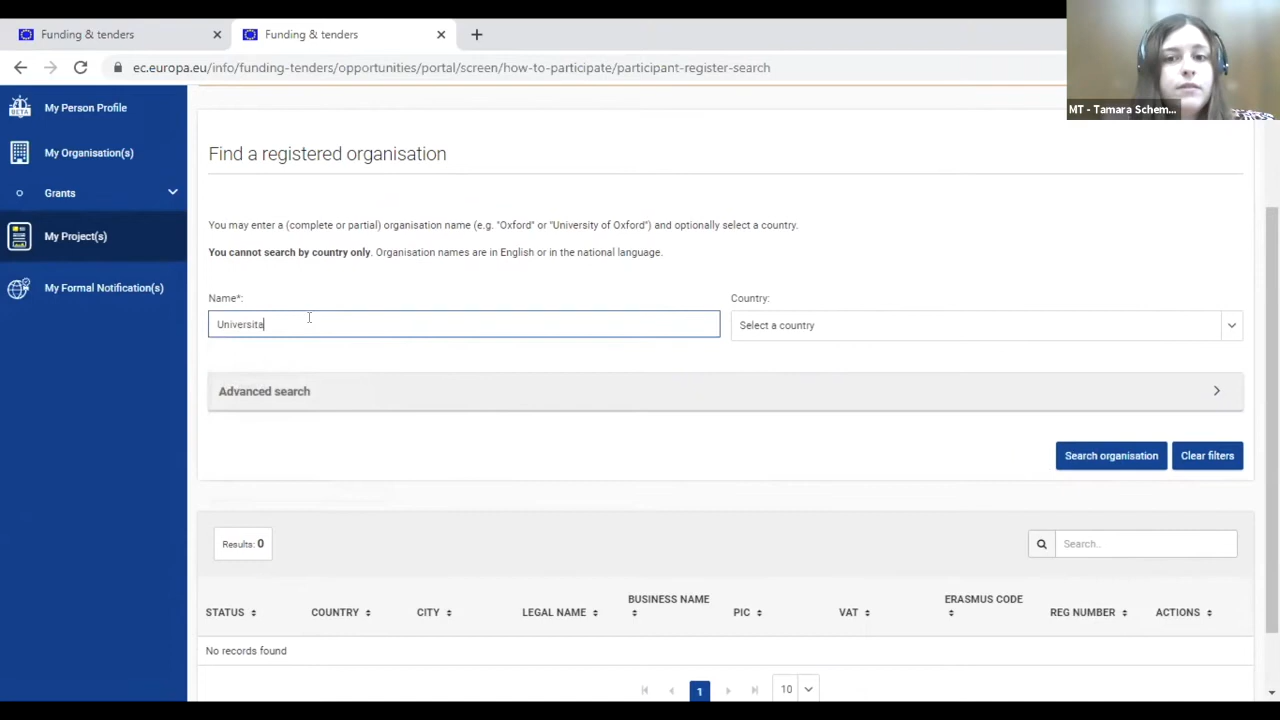 Funding & tenders
Funding & tenders
ec.europa.eu/info/funding-tenders/opportunities/portal/screen/how-to-participate/participant-register-search
MT - Tamara Schem...
BETA
My Person Profile
My Organisation(s)
Grants
My Project(s)
My Formal Notification(s)
Find a registered organisation
You may enter a (complete or partial) organisation name (e.g. "Oxford" or "University of Oxford") and optionally select a country.
You cannot search by country only. Organisation names are in English or in the national language.
Name*: Country:
Universita Select a country
Advanced search
Search organisation Clear filters
Results: 0 Search..
STATUS COUNTRY CITY LEGAL NAME BUSINESS NAME PIC VAT ERASMUS CODE REG NUMBER ACTIONS
No records found
1 10